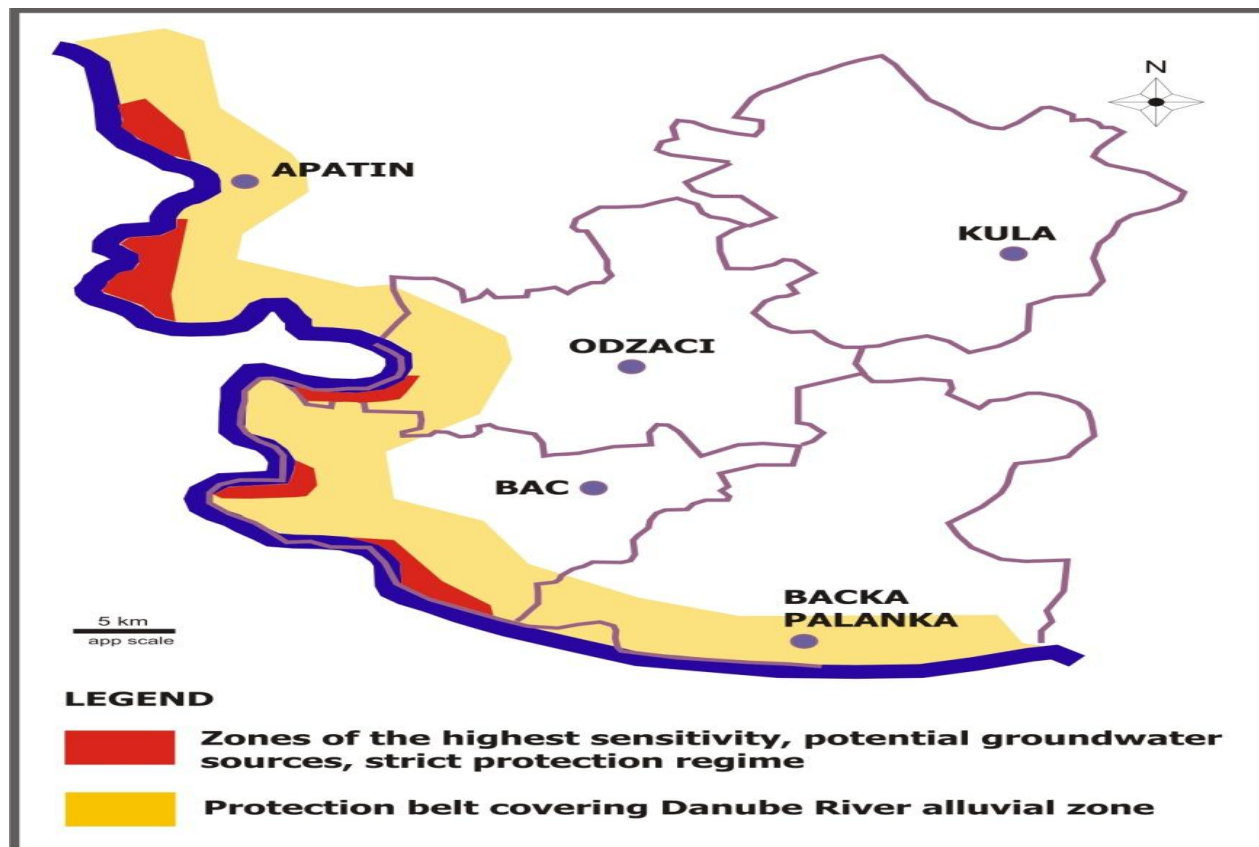 N
APATIN
KULA
ODZACI
BAC
BACKA
PALANKA
5 km
app scale
LEGEND
Zones of the highest sensitivity, potential groundwater
sources, strict protection regime
Protection belt covering Danube River alluvial zone